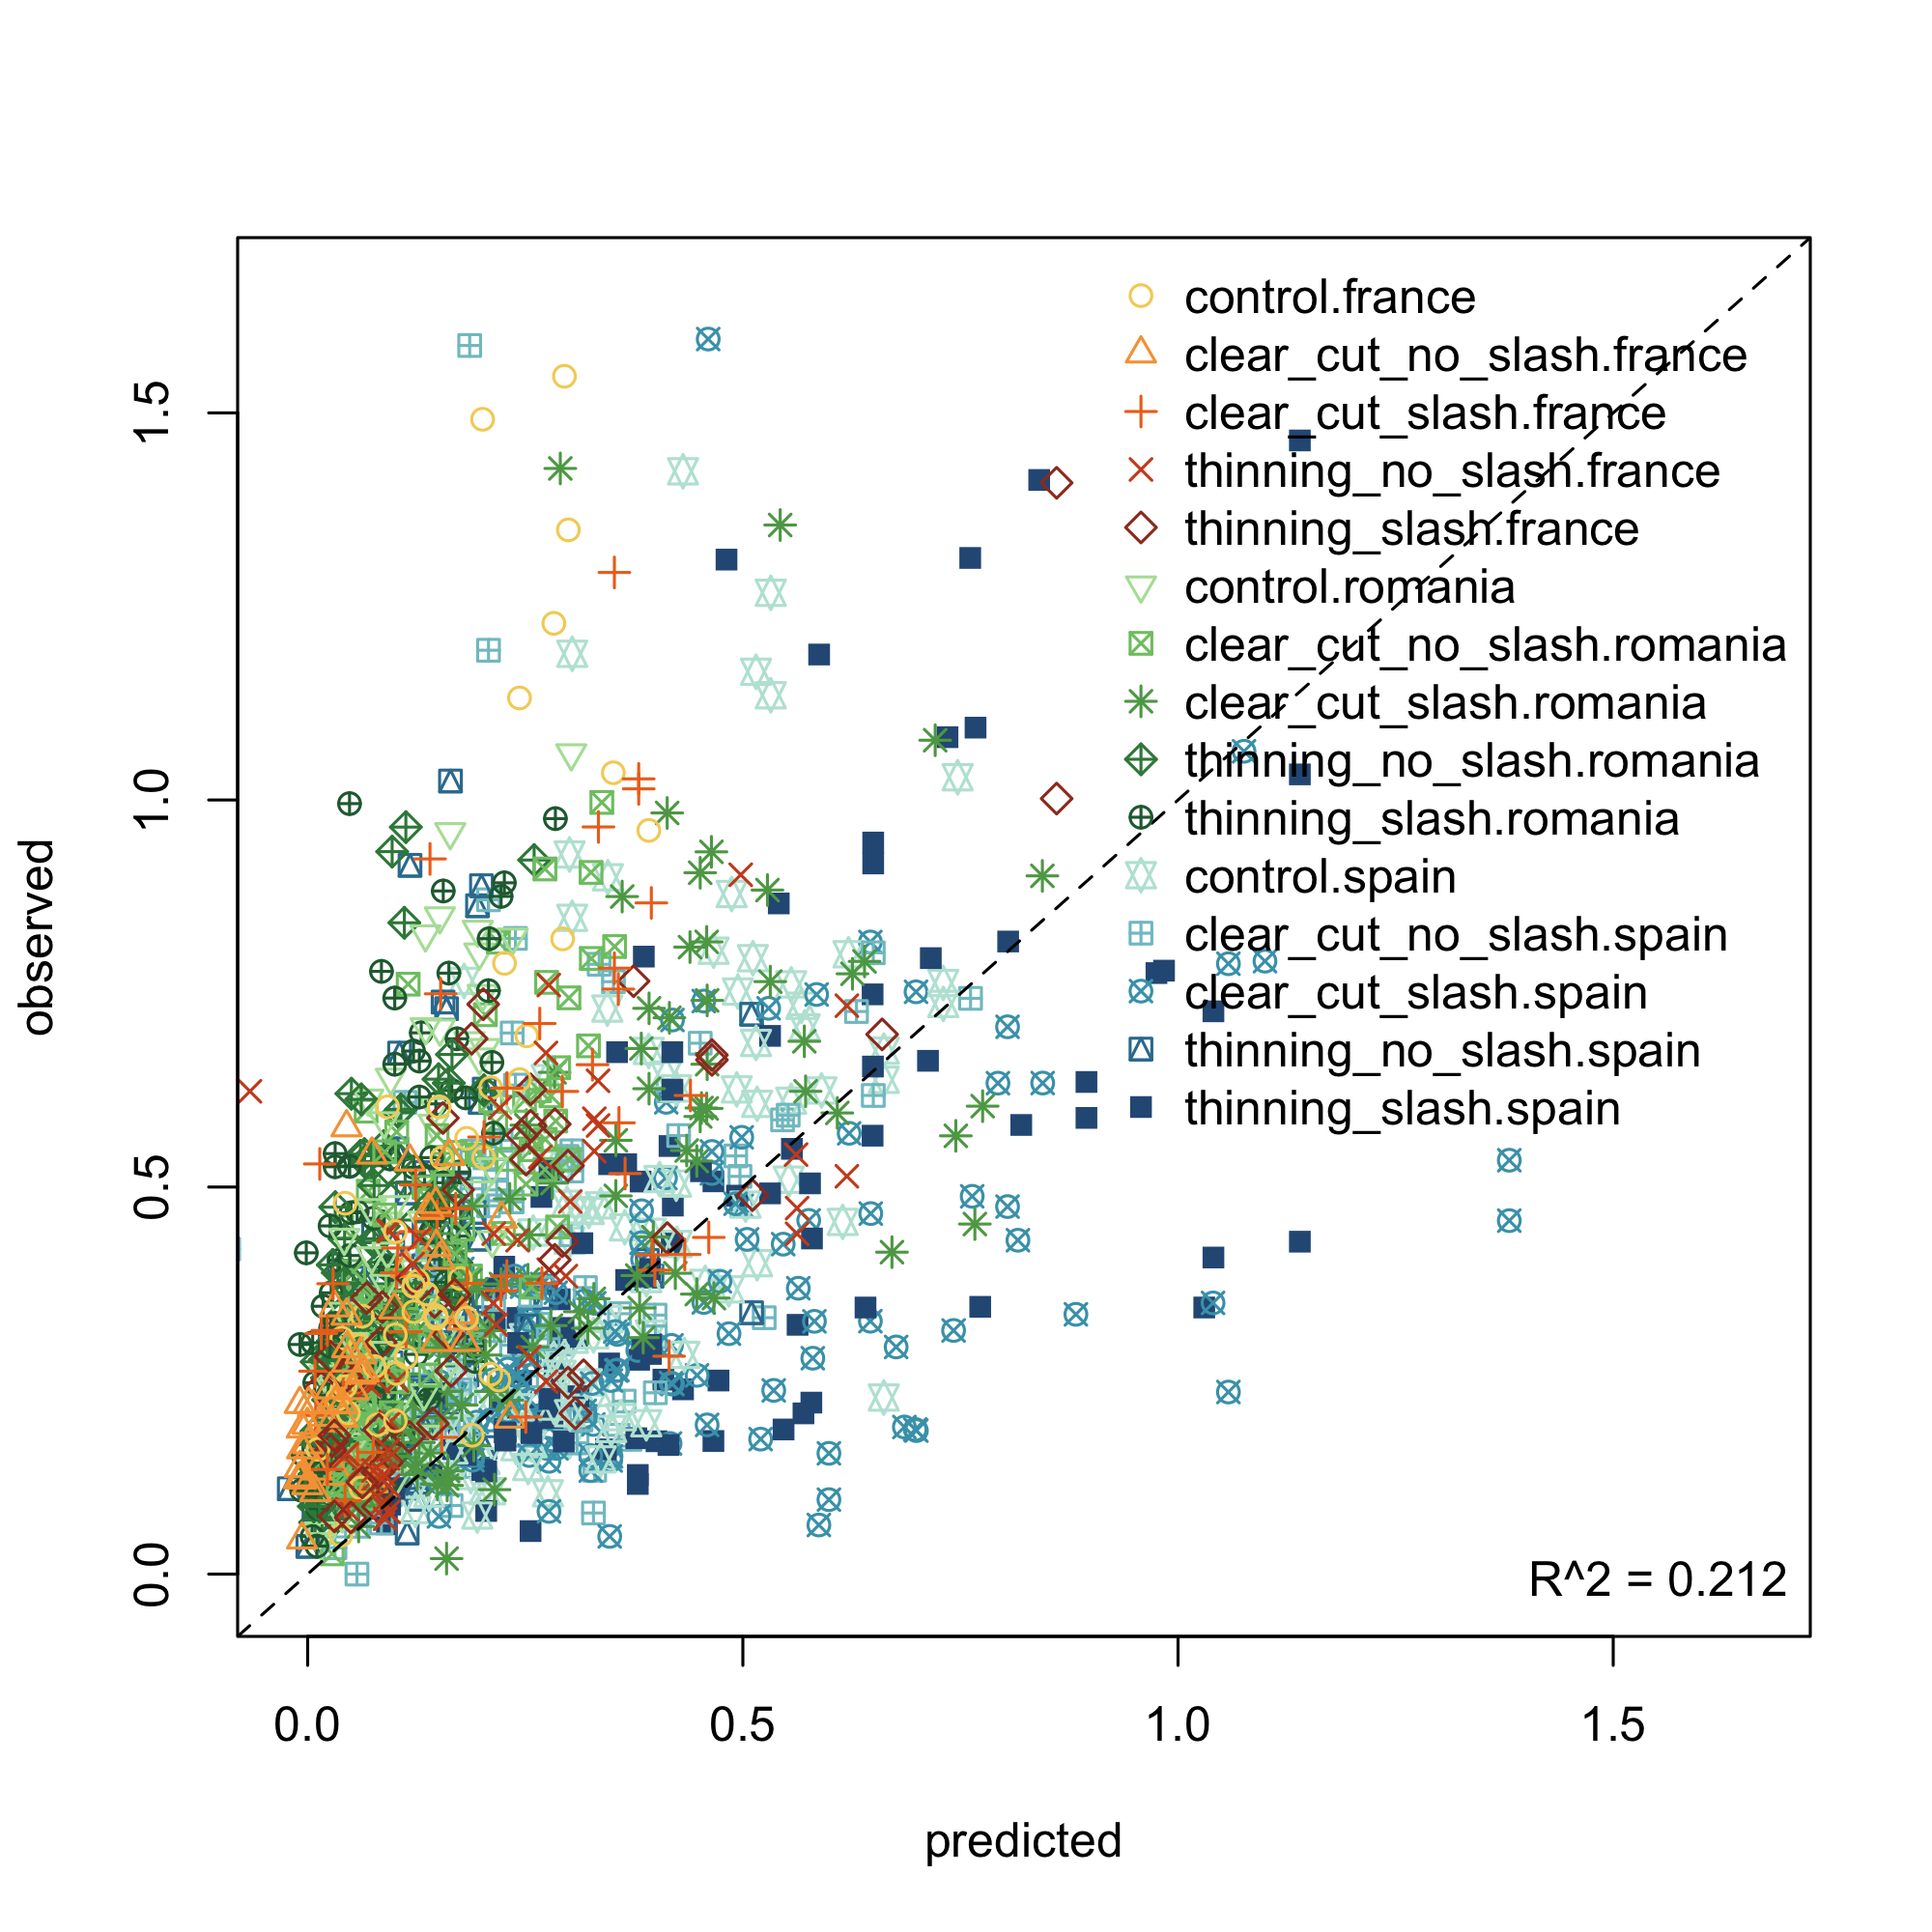 control.france
clear_cut_no_slash.france
clear_cut_slash.france
thinning_no_slash.france
thinning_slash.france
control.romania
clear_cut_no_slash.romania
clear_cut_slash.romania
thinning_no_slash.romania
thinning_slash.romania
control.spain
clear_cut_no_slash.spain
clear_cut_slash.spain
thinning_no_slash.spain
thinning_slash.spain
R^2 = 0.212
observed
1.5
1.0
0.5
0.0
0.0 0.5 1.0 1.5
predicted